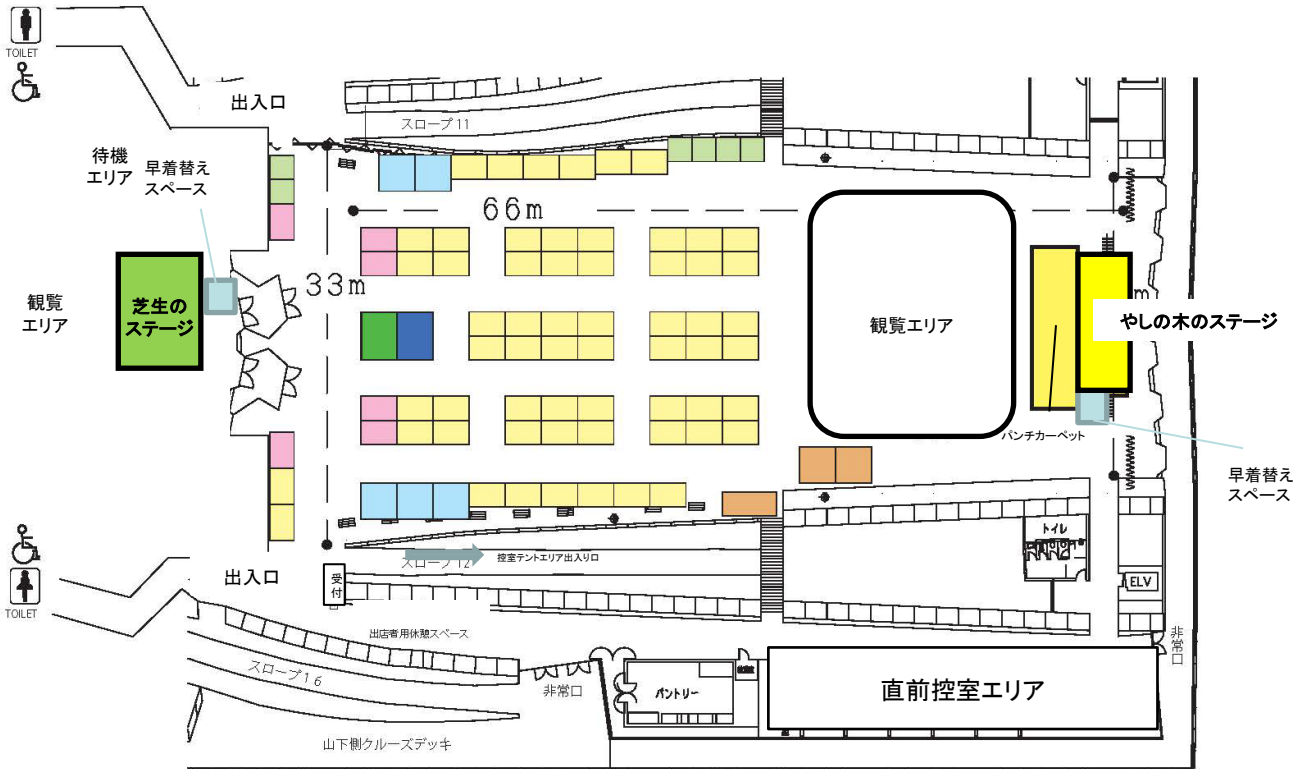 TOILET
出入口
スロープ11
待機
エリア
早着替え
スペース
66m
33m
観覧
エリア
芝生の
ステージ
観覧エリア
m
やしの木のステージ
パンチカーペット
早着替え
スペース
トイレ
控室テントエリア出入り口
スロープ12
出入口
受付
ELV
TOILET
出店者用休憩スペース
非常口
スロープ16
非常口
パントリー
直前控室エリア
山下側クルーズデッキ